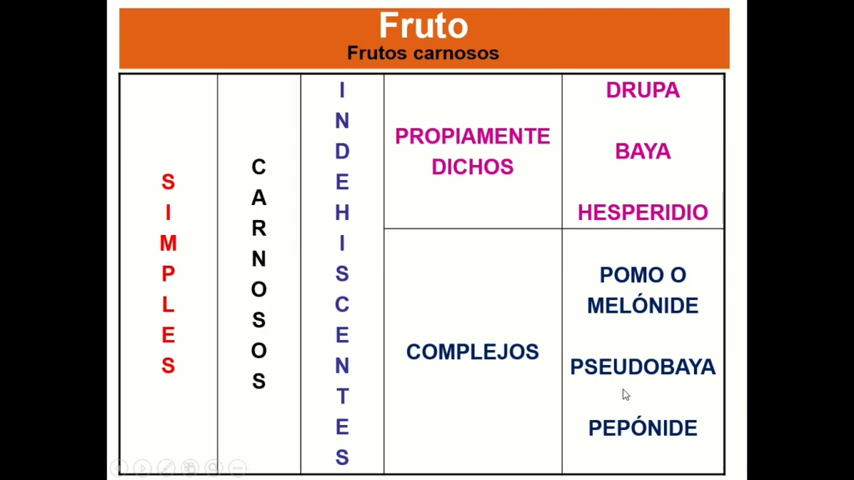 Fruto
Frutos carnosos
SIMPLES
CARNOSOS
INDEHISCENTES
PROPIAMENTE
DICHOS
DRUPA
BAYA
HESPERIDIO
COMPLEJOS
POMO O
MELÓNIDE
PSEUDOBAYA
PEPÓNIDE